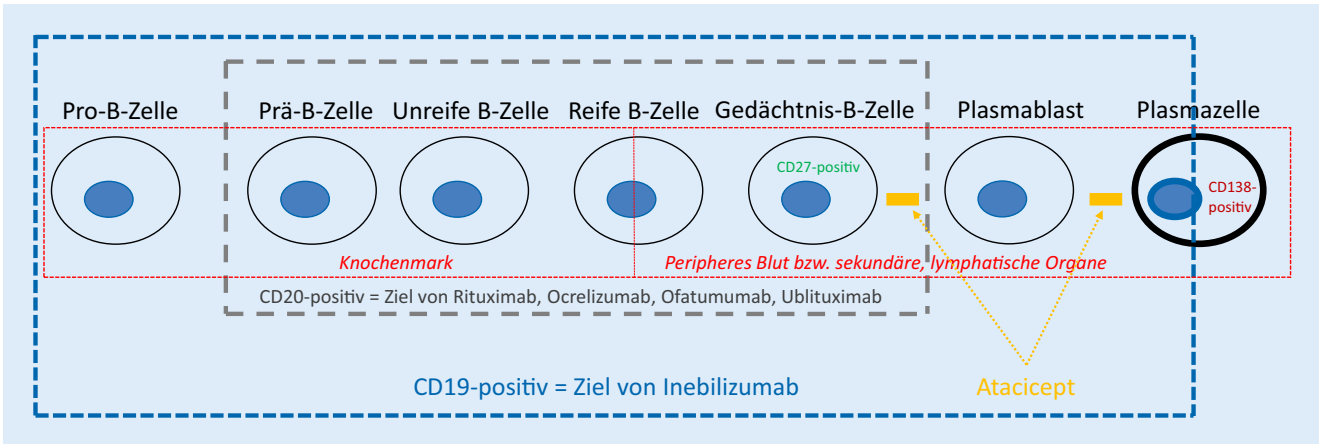 Pro-B-Zelle
Prä-B-Zelle
Unreife B-Zelle
Reife B-Zelle
Gedächtnis-B-Zelle
Plasmablast
Plasmazelle
CD27-positiv
CD138-
positiv
Knochenmark
Peripheres Blut bzw. sekundäre, lymphatische Organe
CD20-positiv = Ziel von Rituximab, Ocrelizumab, Ofatumumab, Ublituximab
CD19-positiv = Ziel von Inebilizumab
Atacicept